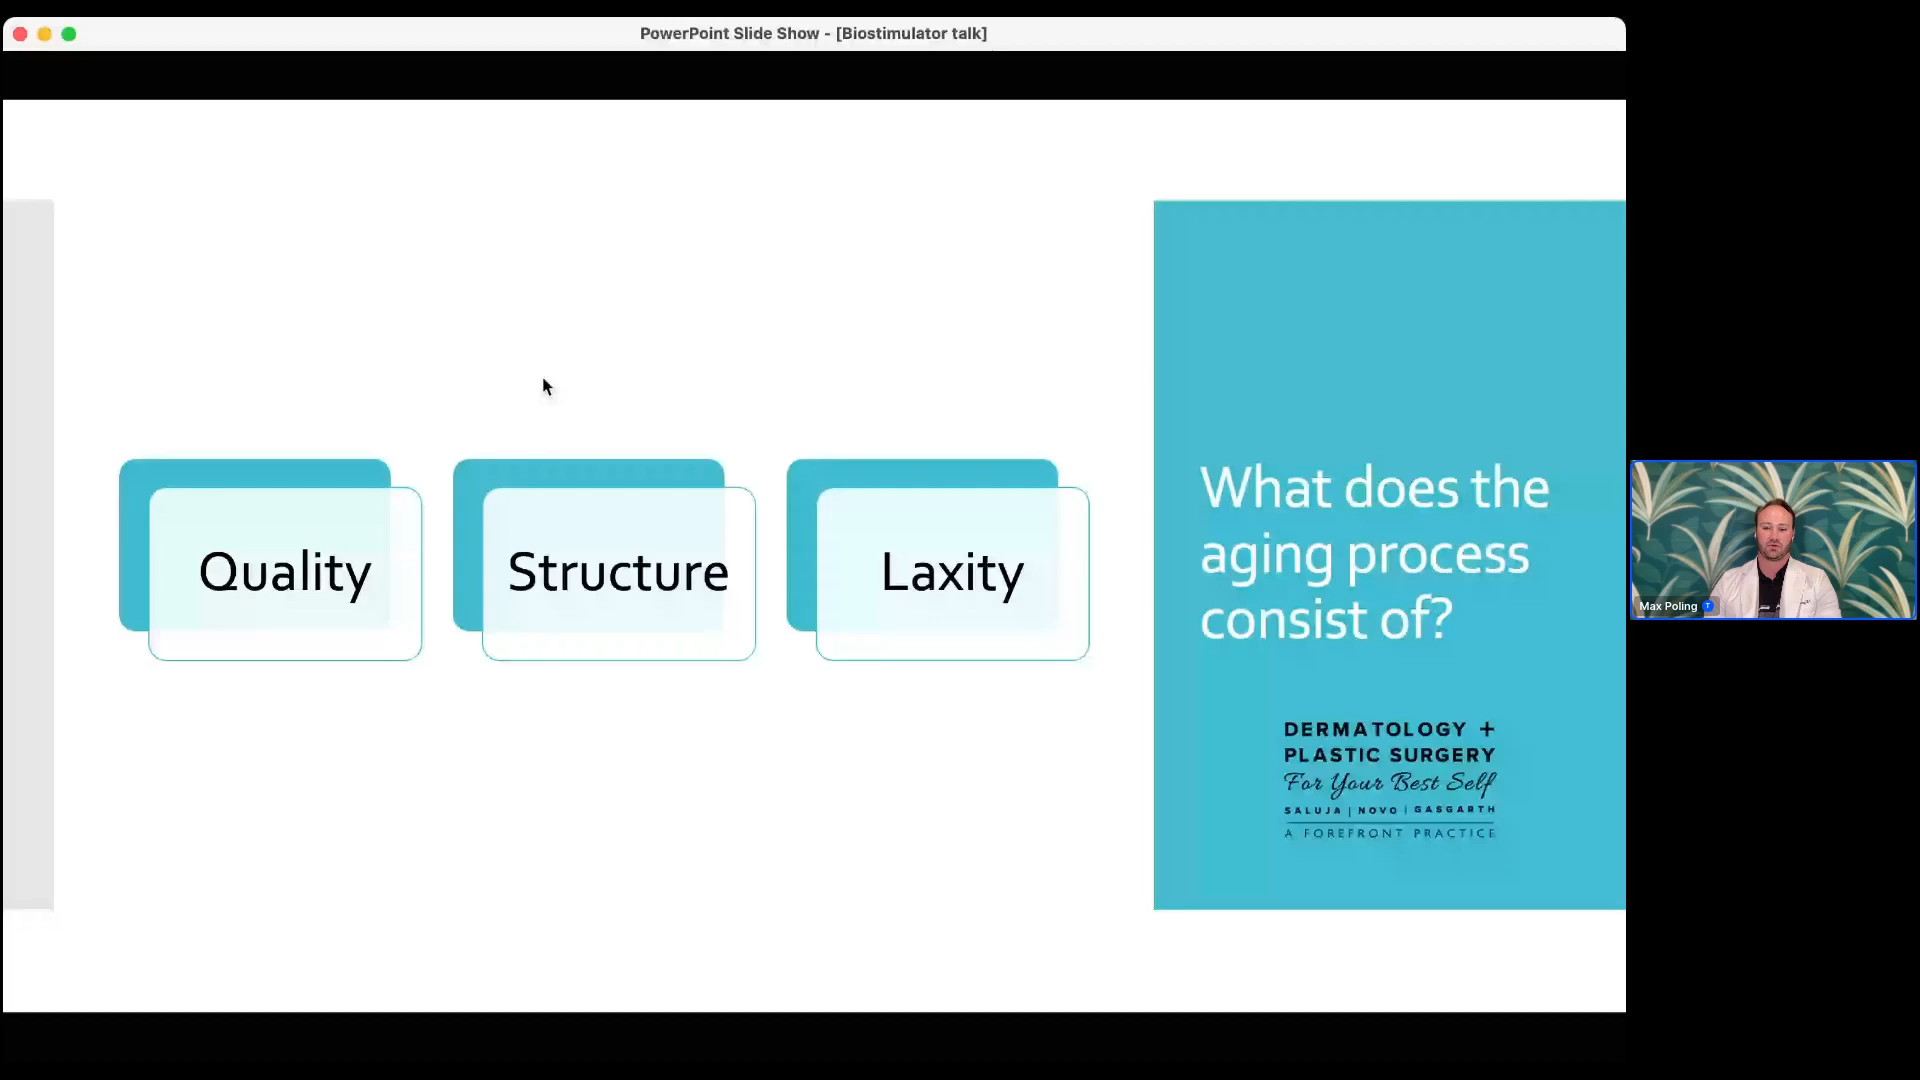 PowerPoint Slide Show - [Biostimulator talk]
Quality
Structure
Laxity
What does the
aging process
consist of?
DERMATOLOGY +
PLASTIC SURGERY
For Your Best Self
SALUJA | NOVO | GASGARTH
A FOREFRONT PRACTICE
Max Poling